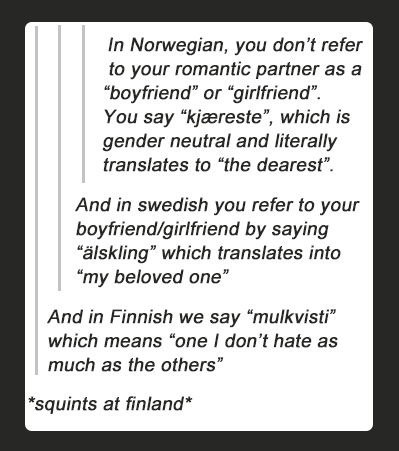 In Norwegian, you don't refer
to your romantic partner as a
“boyfriend” or “girlfriend”.
You say “kjæreste”, which is
gender neutral and literally
translates to “the dearest”.
And in swedish you refer to your
boyfriend/girlfriend by saying
“älskling” which translates into
“my beloved one”
And in Finnish we say “mulkvisti”
which means “one I don't hate as
much as the others”
*squints at finland*